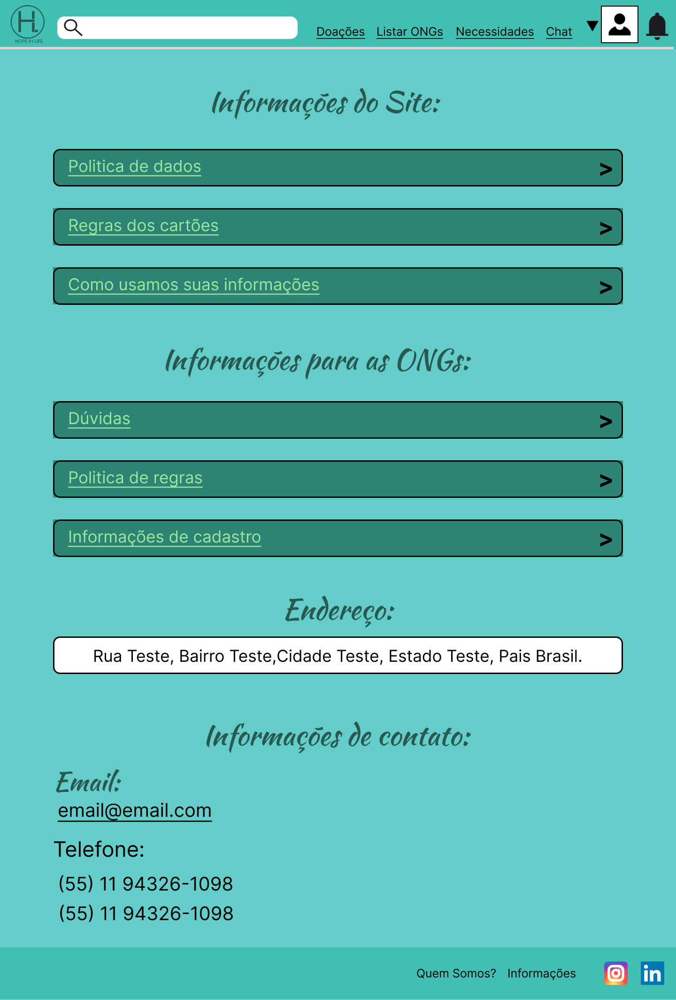 H.
HOPE IN LIFE
Doações Listar ONGs Necessidades Chat
Informações do Site:
Politica de dados >
Regras dos cartões >
Como usamos suas informações >
Informações para as ONGs:
Dúvidas >
Politica de regras >
Informações de cadastro >
Endereço:
Rua Teste, Bairro Teste,Cidade Teste, Estado Teste, Pais Brasil.
Informações de contato:
Email:
email@email.com
Telefone:
(55) 11 94326-1098
(55) 11 94326-1098
Quem Somos? Informações in